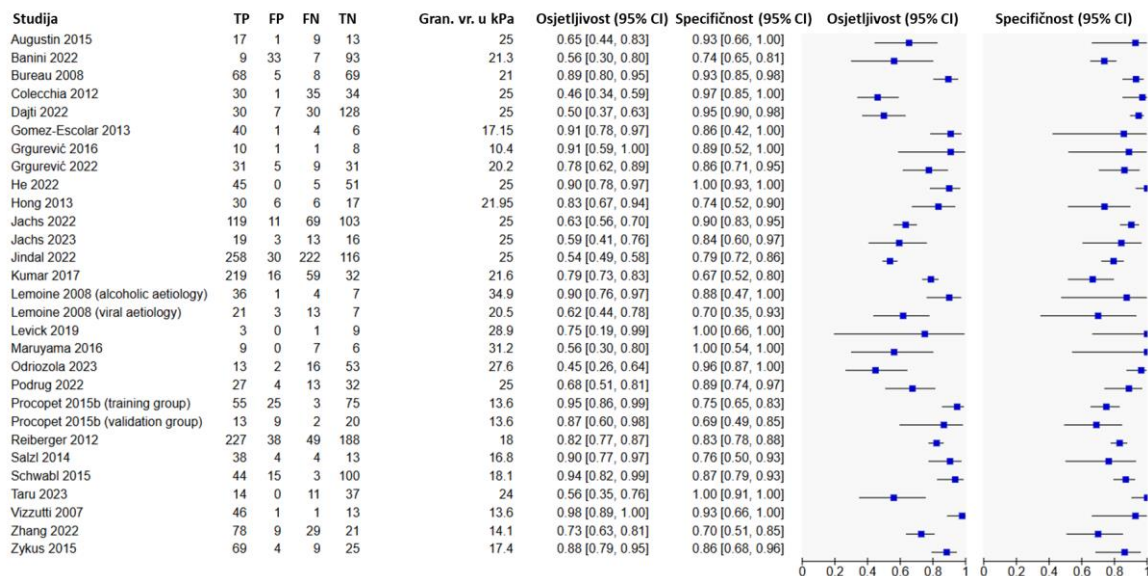 Studija TP FP FN TN Gran. vr. u kPa Osjetljivost (95% CI) Specifičnost (95% CI) Osjetljivost (95% CI) Specifičnost (95% CI)
Augustin 2015 17 1 9 13 25 0.65 [0.44, 0.83] 0.93 [0.66, 1.00]
Banini 2022 9 33 7 93 21.3 0.56 [0.30, 0.80] 0.74 [0.65, 0.81]
Bureau 2008 68 5 8 69 21 0.89 [0.80, 0.95] 0.93 [0.85, 0.98]
Colecchia 2012 30 1 35 34 25 0.46 [0.34, 0.59] 0.97 [0.85, 1.00]
Dajti 2022 30 7 30 128 25 0.50 [0.37, 0.63] 0.95 [0.90, 0.98]
Gomez-Escolar 2013 40 1 4 6 17.15 0.91 [0.78, 0.97] 0.86 [0.42, 1.00]
Grgurević 2016 10 1 1 8 10.4 0.91 [0.59, 1.00] 0.89 [0.52, 1.00]
Grgurević 2022 31 5 9 31 20.2 0.78 [0.62, 0.89] 0.86 [0.71, 0.95]
He 2022 45 0 5 51 25 0.90 [0.78, 0.97] 1.00 [0.93, 1.00]
Hong 2013 30 6 6 17 21.95 0.83 [0.67, 0.94] 0.74 [0.52, 0.90]
Jachs 2022 119 11 69 103 25 0.63 [0.56, 0.70] 0.90 [0.83, 0.95]
Jachs 2023 19 3 13 16 25 0.59 [0.41, 0.76] 0.84 [0.60, 0.97]
Jindal 2022 258 30 222 116 25 0.54 [0.49, 0.58] 0.79 [0.72, 0.86]
Kumar 2017 219 16 59 32 21.6 0.79 [0.73, 0.83] 0.67 [0.52, 0.80]
Lemoine 2008 (alcoholic aetiology) 36 1 4 7 34.9 0.90 [0.76, 0.97] 0.88 [0.47, 1.00]
Lemoine 2008 (viral aetiology) 21 3 13 7 20.5 0.62 [0.44, 0.78] 0.70 [0.35, 0.93]
Levick 2019 3 0 1 9 28.9 0.75 [0.19, 0.99] 1.00 [0.66, 1.00]
Maruyama 2016 9 0 7 6 31.2 0.56 [0.30, 0.80] 1.00 [0.54, 1.00]
Odriozola 2023 13 2 16 53 27.6 0.45 [0.26, 0.64] 0.96 [0.87, 1.00]
Podrug 2022 27 4 13 32 25 0.68 [0.51, 0.81] 0.89 [0.74, 0.97]
Procopet 2015b (training group) 55 25 3 75 13.6 0.95 [0.86, 0.99] 0.75 [0.65, 0.83]
Procopet 2015b (validation group) 13 9 2 20 13.6 0.87 [0.60, 0.98] 0.69 [0.49, 0.85]
Reiberger 2012 227 38 49 188 18 0.82 [0.77, 0.87] 0.83 [0.78, 0.88]
Salzl 2014 38 4 4 13 16.8 0.90 [0.77, 0.97] 0.76 [0.50, 0.93]
Schwabl 2015 44 15 3 100 18.1 0.94 [0.82, 0.99] 0.87 [0.79, 0.93]
Taru 2023 14 0 11 37 24 0.56 [0.35, 0.76] 1.00 [0.91, 1.00]
Vizzutti 2007 46 1 1 13 13.6 0.98 [0.89, 1.00] 0.93 [0.66, 1.00]
Zhang 2022 78 9 29 21 14.1 0.73 [0.63, 0.81] 0.70 [0.51, 0.85]
Zykus 2015 69 4 9 25 17.4 0.88 [0.79, 0.95] 0.86 [0.68, 0.96]
0 0.2 0.4 0.6 0.8 1 0 0.2 0.4 0.6 0.8 1